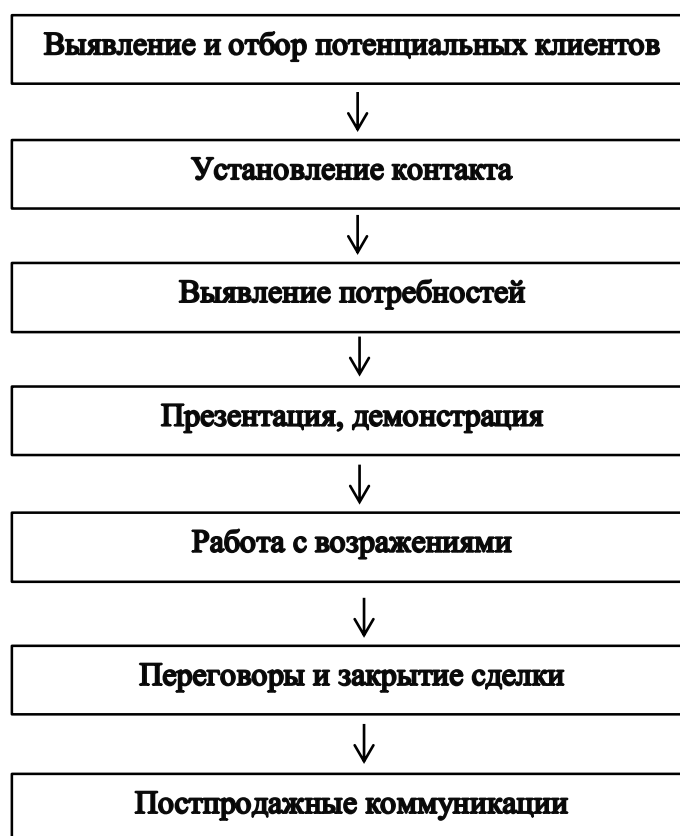 Выявление и отбор потенциальных клиентов
Установление контакта
Выявление потребностей
Презентация, демонстрация
Работа с возражениями
Переговоры и закрытие сделки
Постпродажные коммуникации